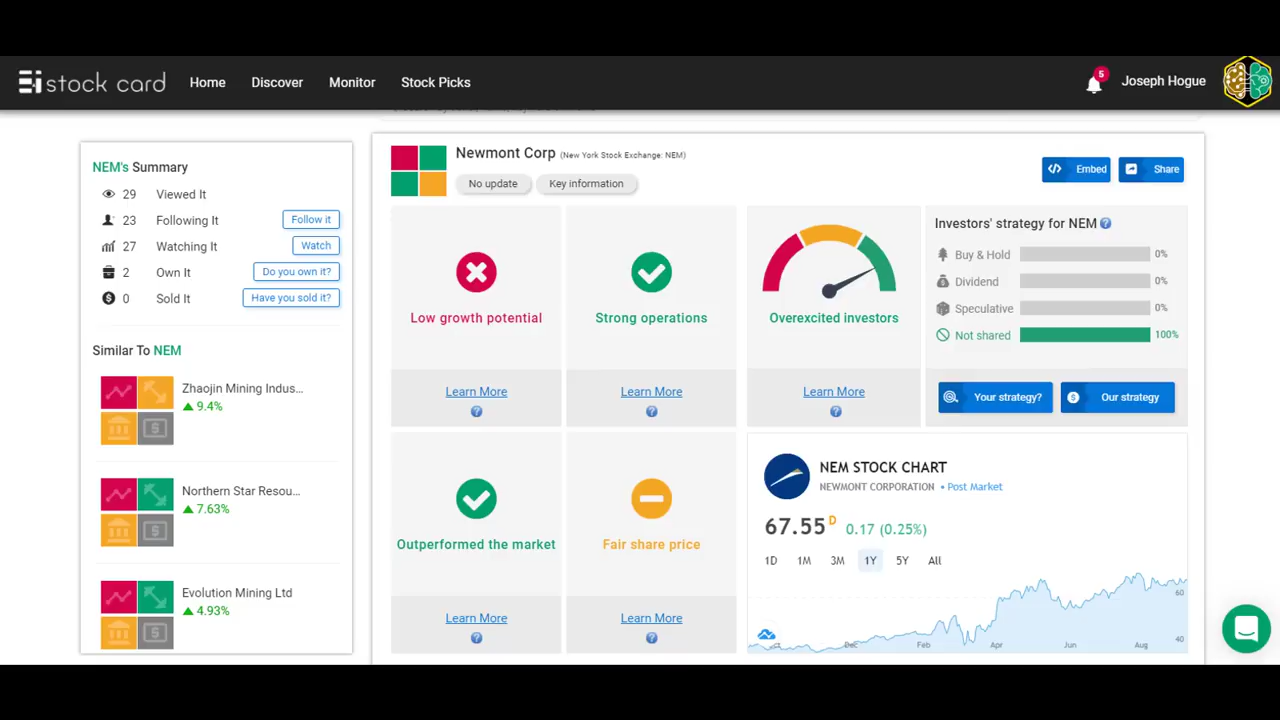 stock card
Home
Discover
Monitor
Stock Picks
5
Joseph Hogue
NEM's Summary
29 Viewed It
23 Following It Follow it
27 Watching It Watch
2 Own It Do you own it?
0 Sold It Have you sold it?
Similar To NEM
Zhaojin Mining Indus...
9.4%
Northern Star Resou...
7.63%
Evolution Mining Ltd
4.93%
Newmont Corp (New York Stock Exchange: NEM)
No update
Key information
Embed
Share
Low growth potential
Learn More
?
Strong operations
Learn More
?
Overexcited investors
Learn More
?
Investors' strategy for NEM ?
Buy & Hold 0%
Dividend 0%
Speculative 0%
Not shared 100%
Your strategy?
Our strategy
Outperformed the market
Learn More
?
Fair share price
Learn More
?
NEM STOCK CHART
NEWMONT CORPORATION • Post Market
67.55 D 0.17 (0.25%)
1D 1M 3M 1Y 5Y All
60
40
Dec Feb Apr Jun Aug